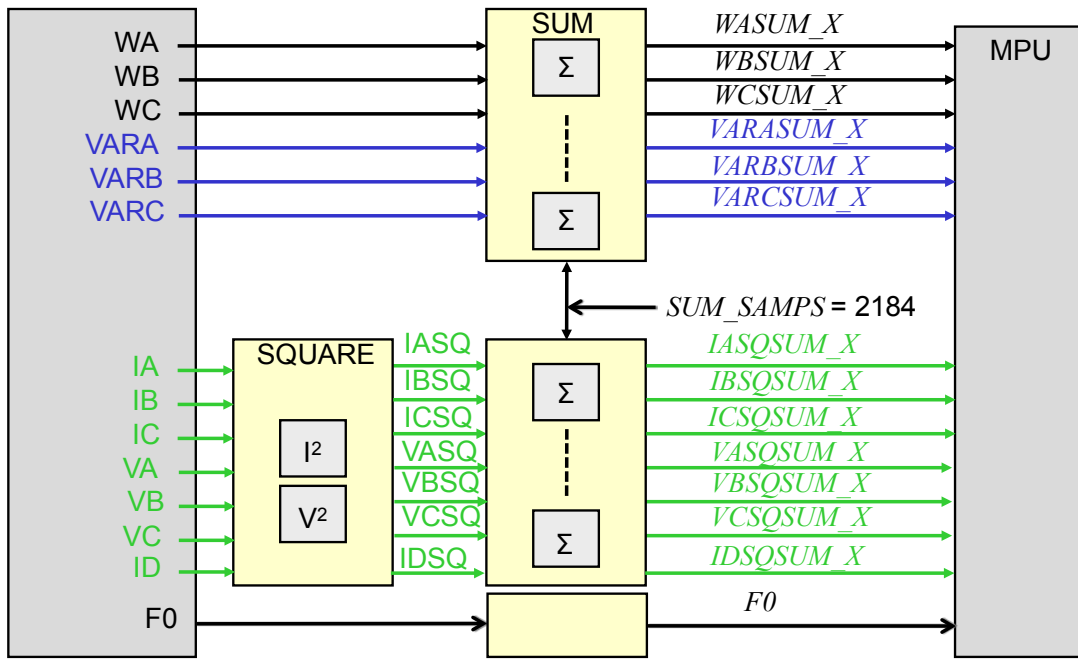 SUM
WA
WASUM_X
MPU
WB
Σ
WBSUM_X
WC
WCSUM_X
VARA
VARASUM_X
VARB
VARBSUM_X
VARC
Σ
VARCSUM_X
SUM_SAMPS = 2184
SQUARE
IASQ
IASQSUM_X
IA
IBSQ
Σ
IBSQSUM_X
IB
ICSQ
ICSQSUM_X
IC
I²
VASQ
VASQSUM_X
VA
VBSQ
VBSQSUM_X
VB
V²
VCSQ
VCSQSUM_X
VC
Σ
IDSQ
IDSQSUM_X
ID
F0
F0